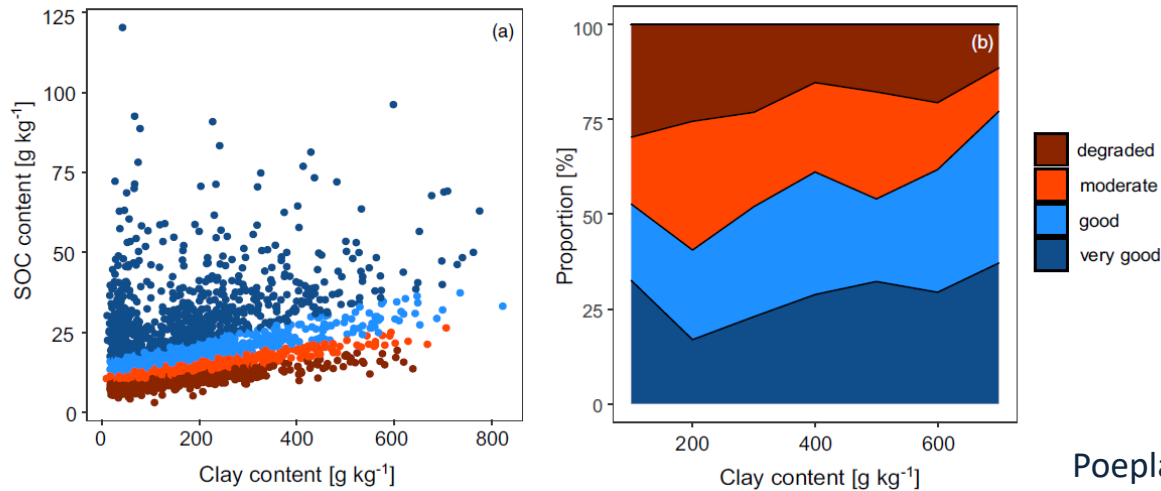 (a)
SOC content [g kg⁻¹]
125
100
75
50
25
0
0 200 400 600 800
Clay content [g kg⁻¹]
(b)
Proportion [%]
100
75
50
25
0
200 400 600
Clay content [g kg⁻¹]
degraded
moderate
good
very good